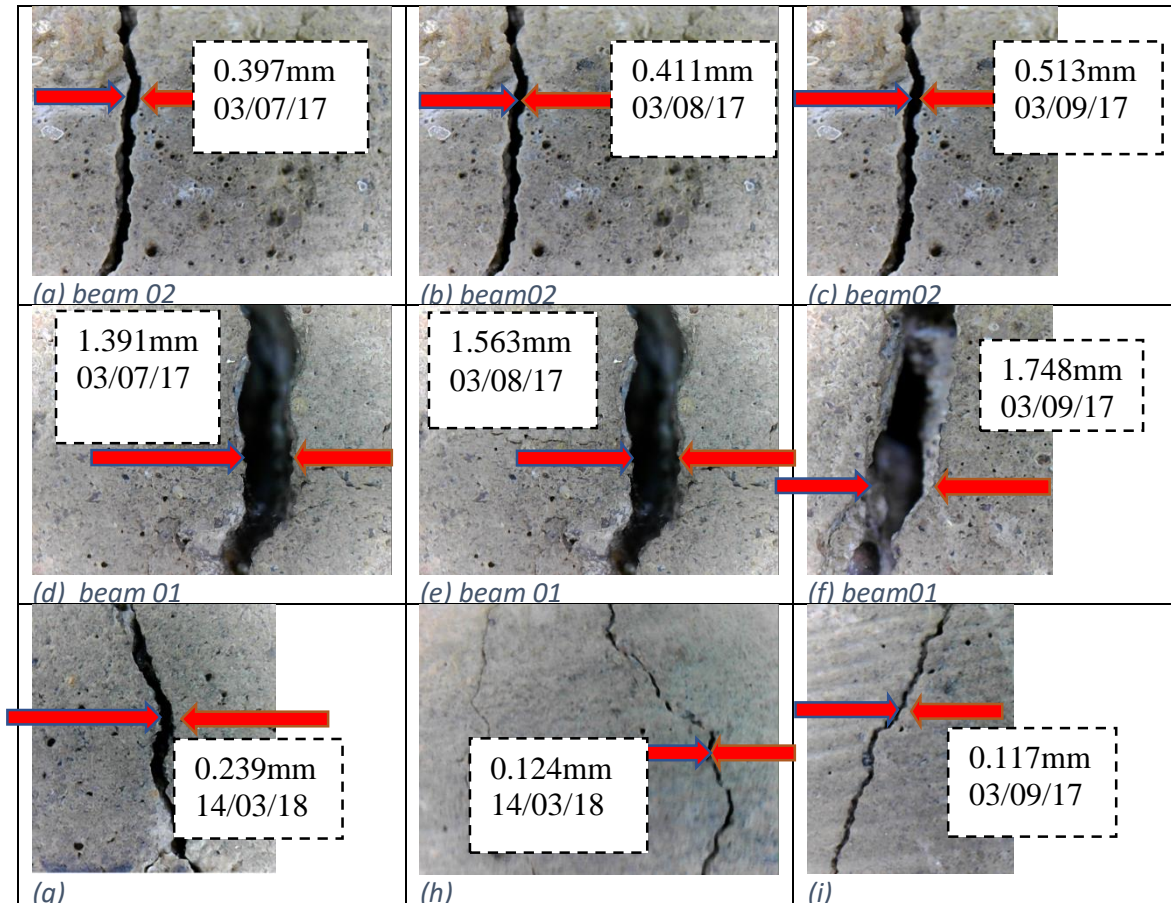 0.397mm
03/07/17
0.411mm
03/08/17
0.513mm
03/09/17
(a) beam 02
(b) beam02
(c) beam02
1.391mm
03/07/17
1.563mm
03/08/17
1.748mm
03/09/17
(d) beam 01
(e) beam 01
(f) beam01
0.239mm
14/03/18
0.124mm
14/03/18
0.117mm
03/09/17
(g)
(h)
(i)